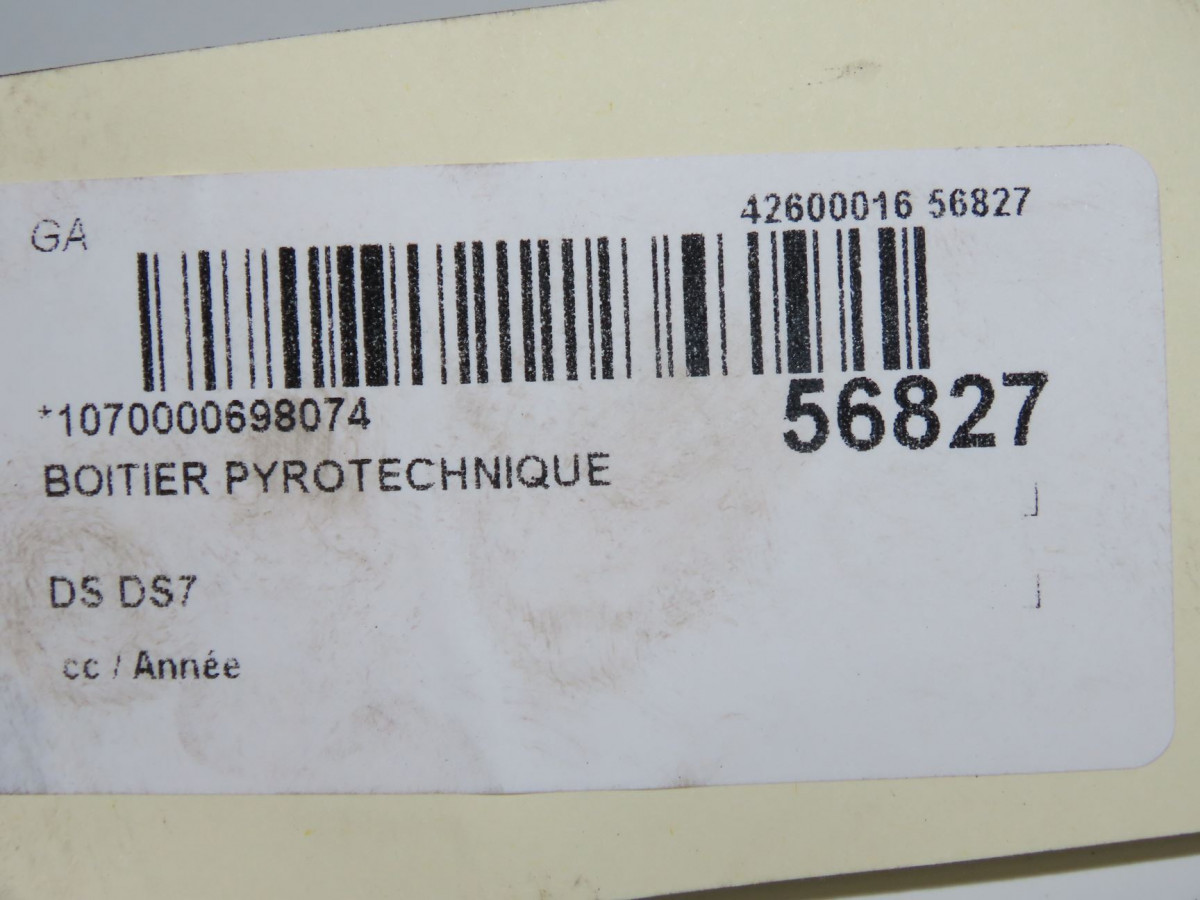 42600016 56827
GA
*1070000698074
56827
BOITIER PYROTECHNIQUE
DS DS7
cc / Année